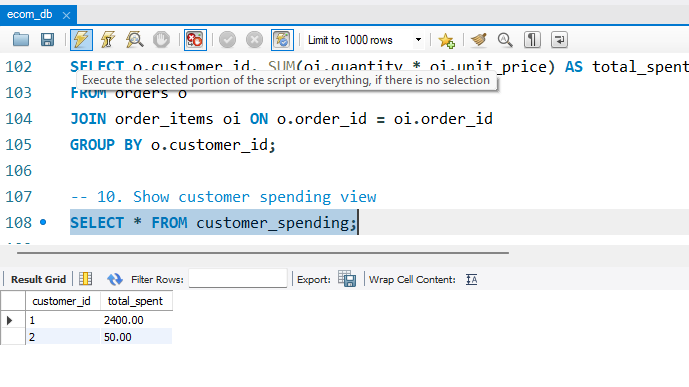 ecom_db
Limit to 1000 rows
102 SELECT o.customer_id, SUM(oi.quantity * oi.unit_price) AS total_spent
Execute the selected portion of the script or everything, if there is no selection
103 FROM orders o
104 JOIN order_items oi ON o.order_id = oi.order_id
105 GROUP BY o.customer_id;
106
107 -- 10. Show customer spending view
108 SELECT * FROM customer_spending;
Result Grid Filter Rows: Export: Wrap Cell Content:
customer_id total_spent
1 2400.00
2 50.00